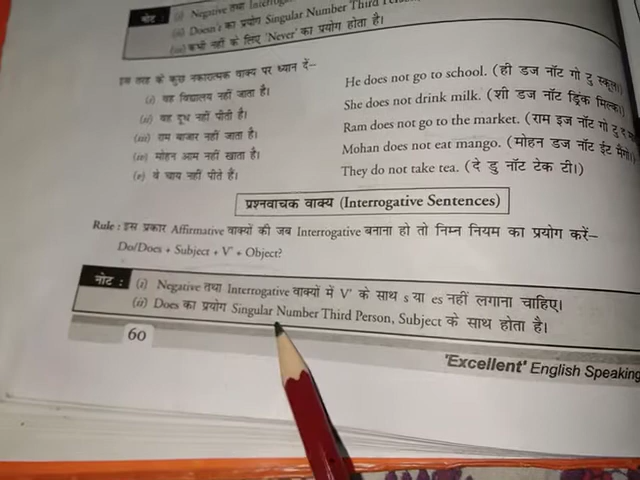 नोट : (i) Negative तथा
(ii) Doesn't का प्रयोग Singular Number Third
(iii) कभी नहीं के लिए 'Never' का प्रयोग होता है।
इस तरह के कुछ नकारात्मक वाक्य पर ध्यान दें–
(i) वह विद्यालय नहीं जाता है। He does not go to school. (ही डज नॉट गो टु स्कूल।)
(ii) वह दूध नहीं पीती है। She does not drink milk. (शी डज नॉट ड्रिंक मिल्क।)
(iii) राम बाजार नहीं जाता है। Ram does not go to the market. (राम इज नॉट गो टु द
(iv) मोहन आम नहीं खाता है। Mohan does not eat mango. (मोहन डज नॉट ईट मैंगो।)
(v) वे चाय नहीं पीते हैं। They do not take tea. (दे डु नॉट टेक टी।)
प्रश्नवाचक वाक्य (Interrogative Sentences)
Rule : इस प्रकार Affirmative वाक्यों की जब Interrogative बनाना हो तो निम्न नियम का प्रयोग करें–
Do/Does + Subject + V' + Object?
नोट : (i) Negative तथा Interrogative वाक्यों में V' के साथ s या es नहीं लगाना चाहिए।
(ii) Does का प्रयोग Singular Number Third Person, Subject के साथ होता है।
60
'Excellent' English Speaking